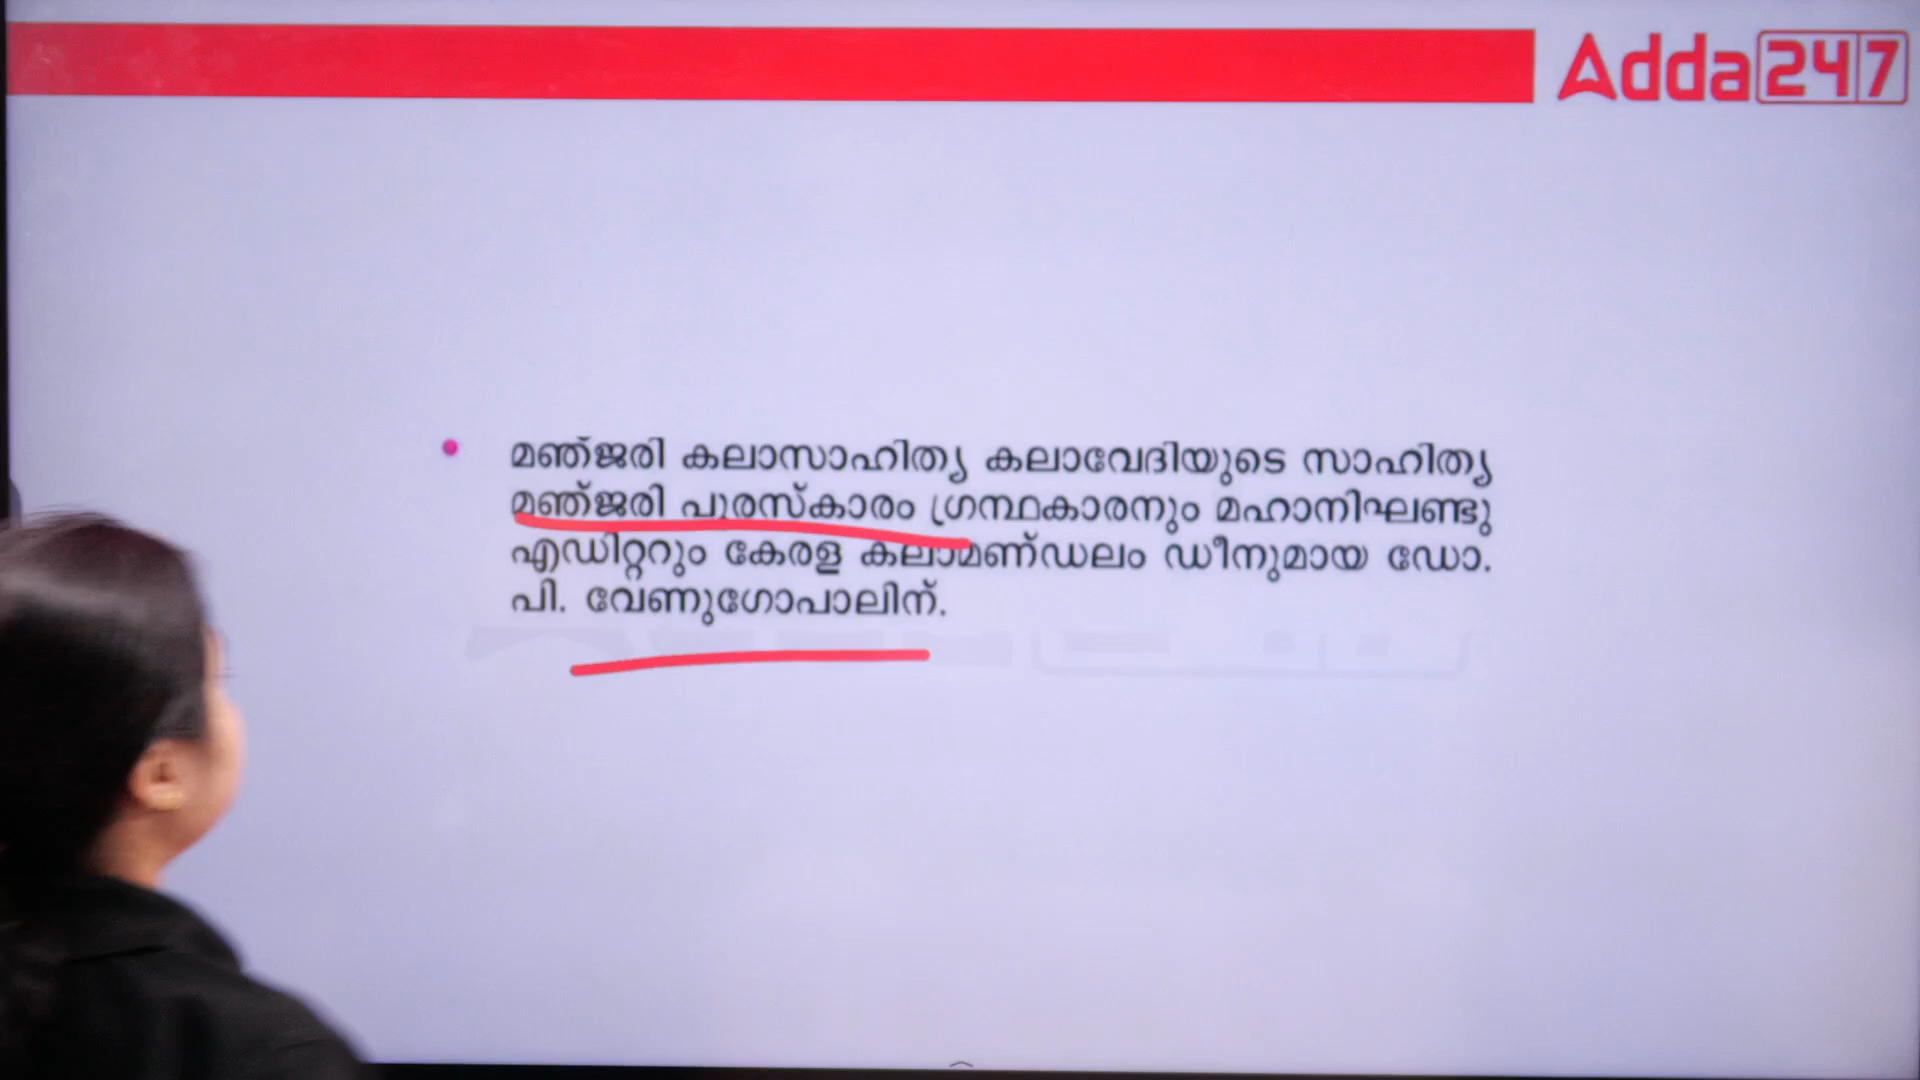 Adda247
മഞ്ജരി കലാസാഹിത്യ കലാവേദിയുടെ സാഹിത്യ
മഞ്ജരി പുരസ്കാരം ഗ്രന്ഥകാരനും മഹാനിഘണ്ടു
എഡിറ്ററും കേരള കലാമണ്ഡലം ഡീനുമായ ഡോ.
പി. വേണുഗോപാലിന്.